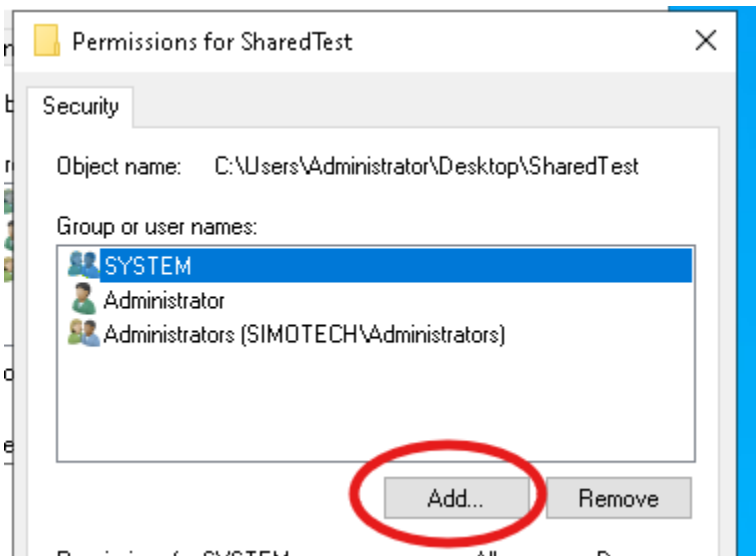 Permissions for SharedTest
Security
Object name: C:\Users\Administrator\Desktop\SharedTest
Group or user names:
SYSTEM
Administrator
Administrators (SIMOTECH\Administrators)
Add...
Remove